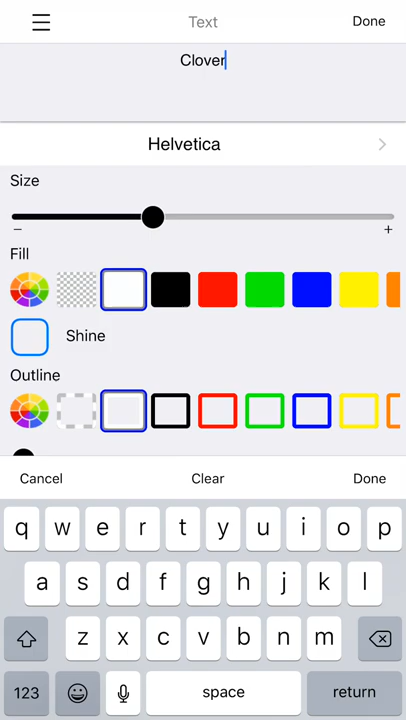 Text Done
Clover
Helvetica
Size
− +
Fill
Shine
Outline
Cancel Clear Done
q w e r t y u i o p
a s d f g h j k l
z x c v b n m
123 space return